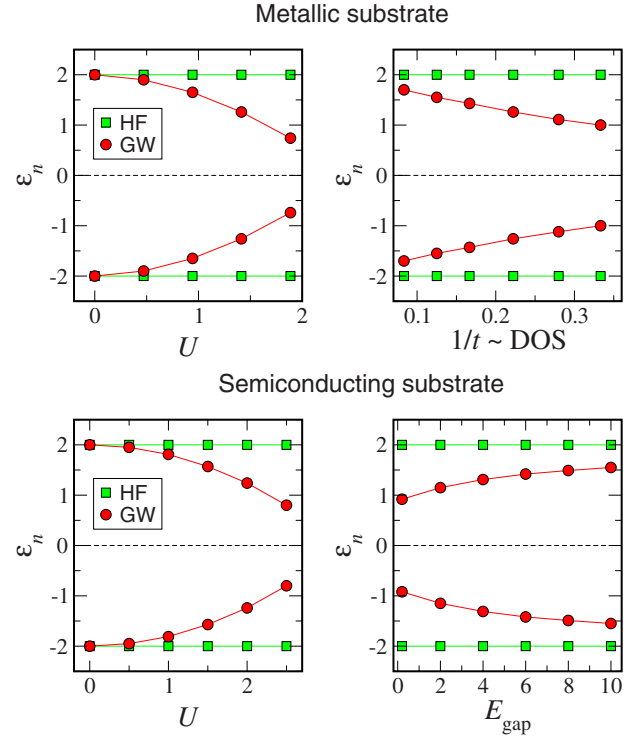 Metallic substrate
2
1
0
-1
-2
εn
HF
GW
0
1
2
U
2
1
0
-1
-2
εn
0.1
0.2
0.3
1/t ~ DOS
Semiconducting substrate
2
1
0
-1
-2
εn
HF
GW
0
1
2
U
2
1
0
-1
-2
εn
0
2
4
6
8
10
Egap